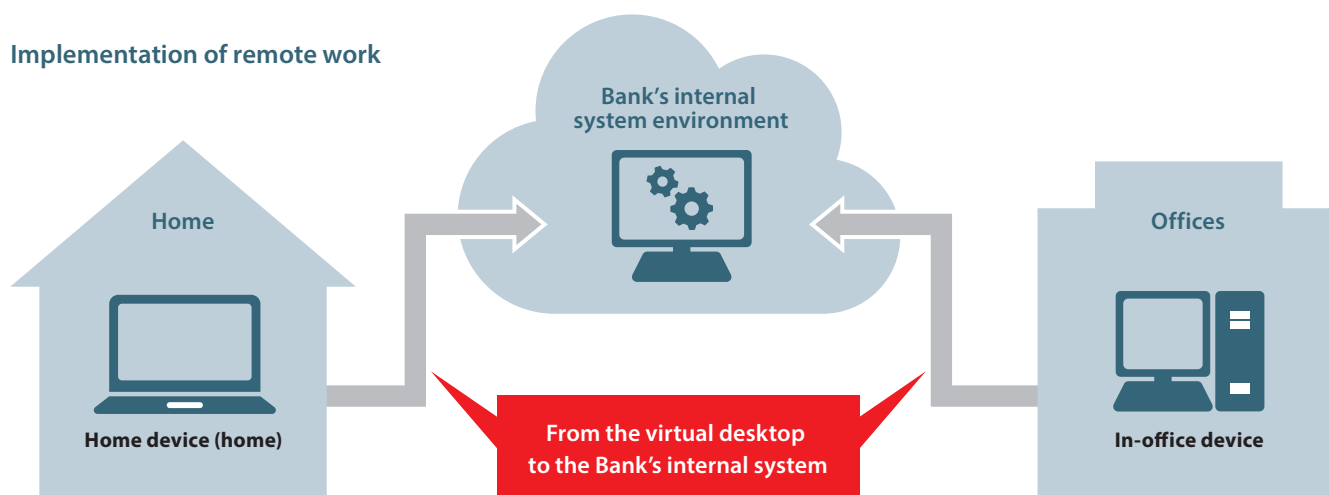 Implementation of remote work
Bank’s internal
system environment
Home
Offices
Home device (home)
From the virtual desktop
to the Bank’s internal system
In-office device